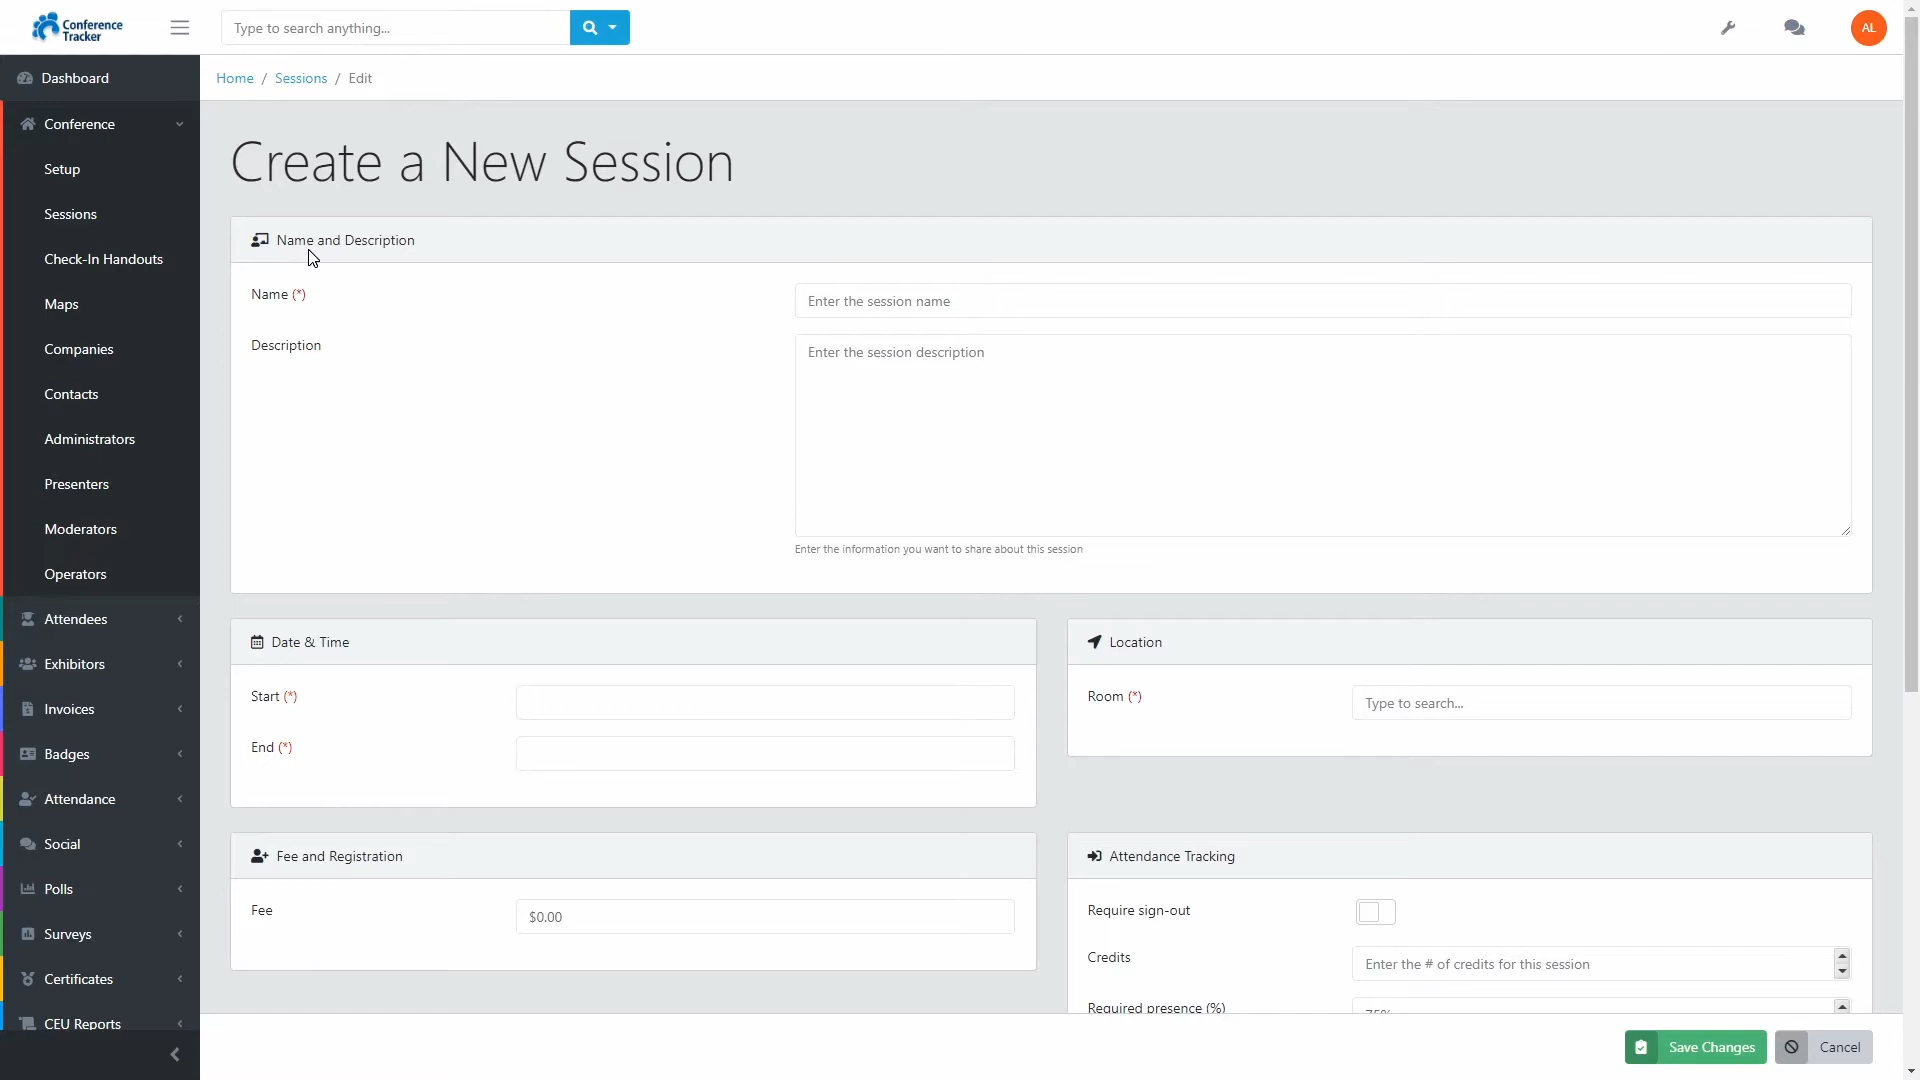 Conference
Tracker
Type to search anything...
AL
Dashboard
Home / Sessions / Edit
Conference
Setup
Sessions
Check-In Handouts
Maps
Companies
Contacts
Administrators
Presenters
Moderators
Operators
Attendees
Exhibitors
Invoices
Badges
Attendance
Social
Polls
Surveys
Certificates
CEU Reports
Create a New Session
Name and Description
Name (*)
Enter the session name
Description
Enter the session description
Enter the information you want to share about this session
Date & Time
Start (*)
End (*)
Location
Room (*)
Type to search...
Fee and Registration
Fee
$0.00
Attendance Tracking
Require sign-out
Credits
Enter the # of credits for this session
Required presence (%)
75%
Save Changes
Cancel